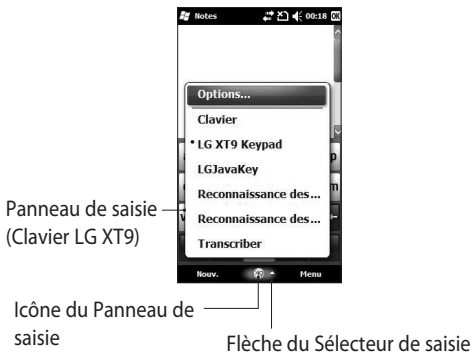 Notes 00:18 OK
Options...
Clavier
LG XT9 Keypad
LGJavaKey
Reconnaissance des...
Reconnaissance des...
Transcriber
Nouv. Menu
Panneau de saisie
(Clavier LG XT9)
Icône du Panneau de
saisie
Flèche du Sélecteur de saisie